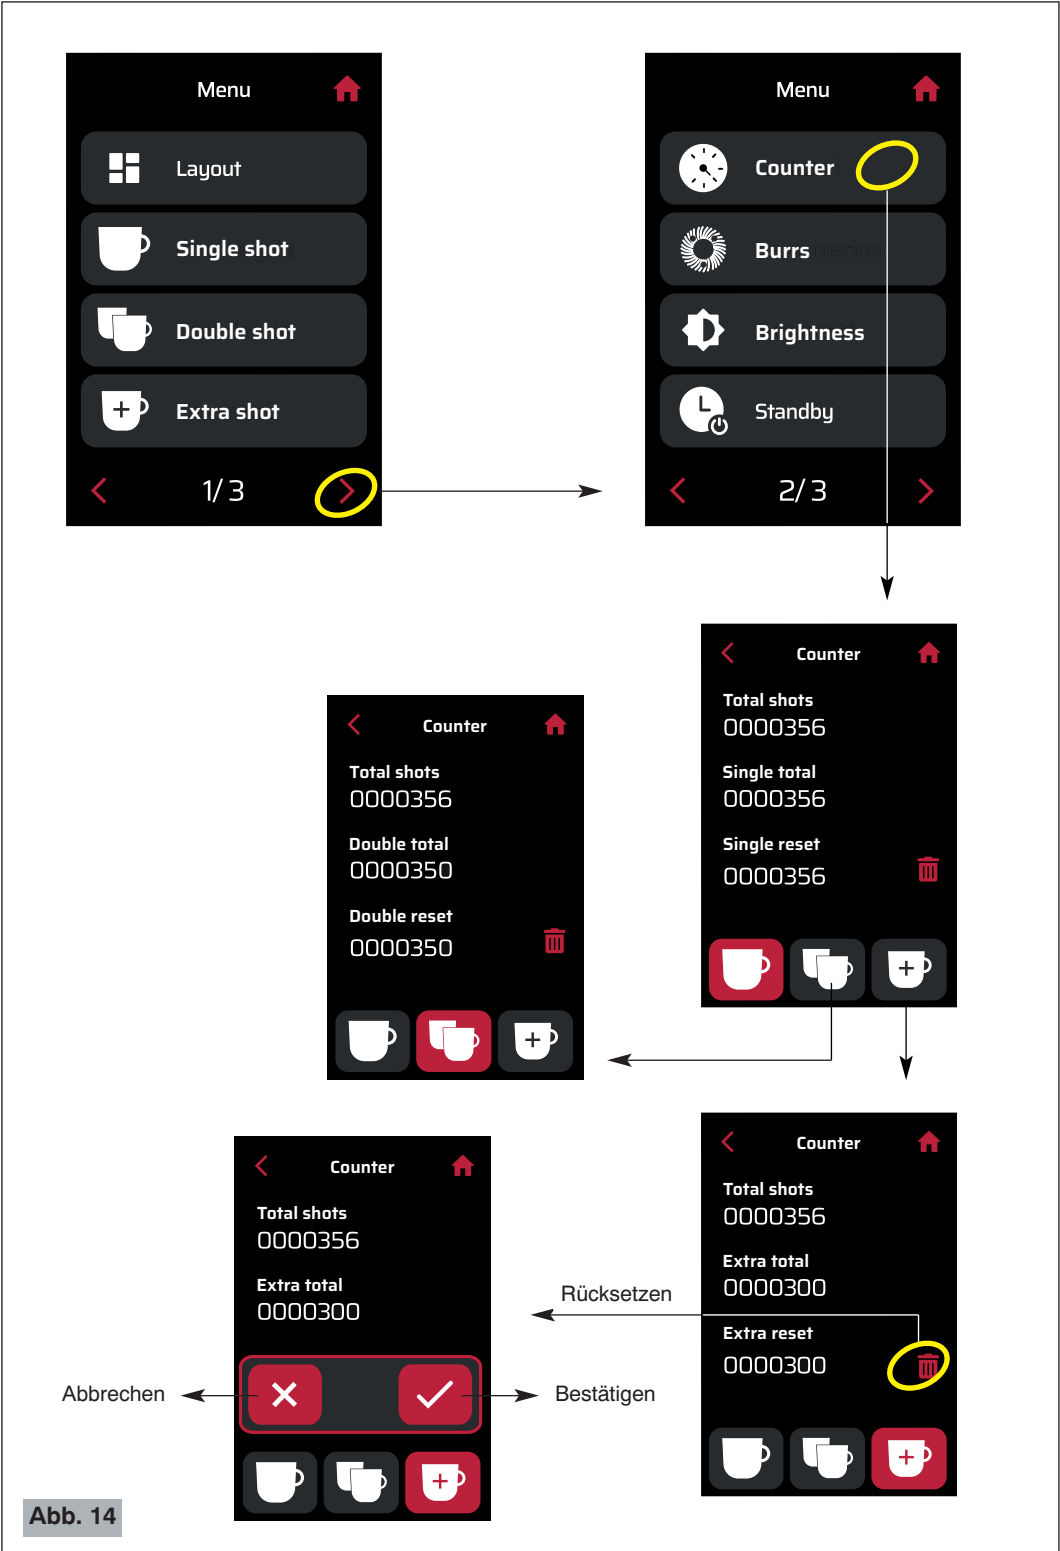 Menu
Layout
Single shot
Double shot
Extra shot
1/3
Menu
Counter
Burrs
Brightness
Standby
2/3
Counter
Total shots
0000356
Single total
0000356
Single reset
0000356
Counter
Total shots
0000356
Double total
0000350
Double reset
0000350
Counter
Total shots
0000356
Extra total
0000300
Extra reset
0000300
Rücksetzen
Counter
Total shots
0000356
Extra total
0000300
Abbrechen
Bestätigen
Abb. 14